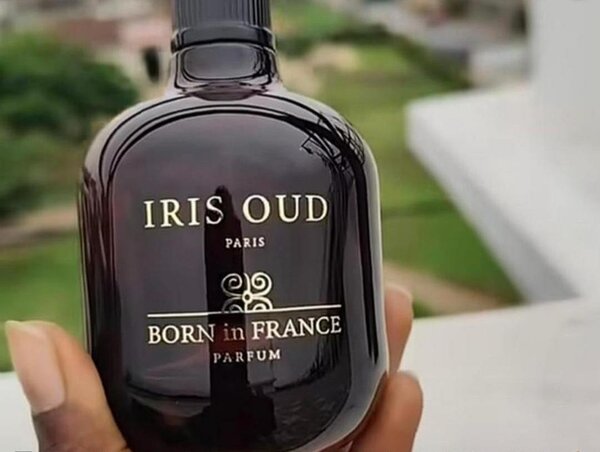 IRIS OUD
PARIS
BORN in FRANCE
PARFUM